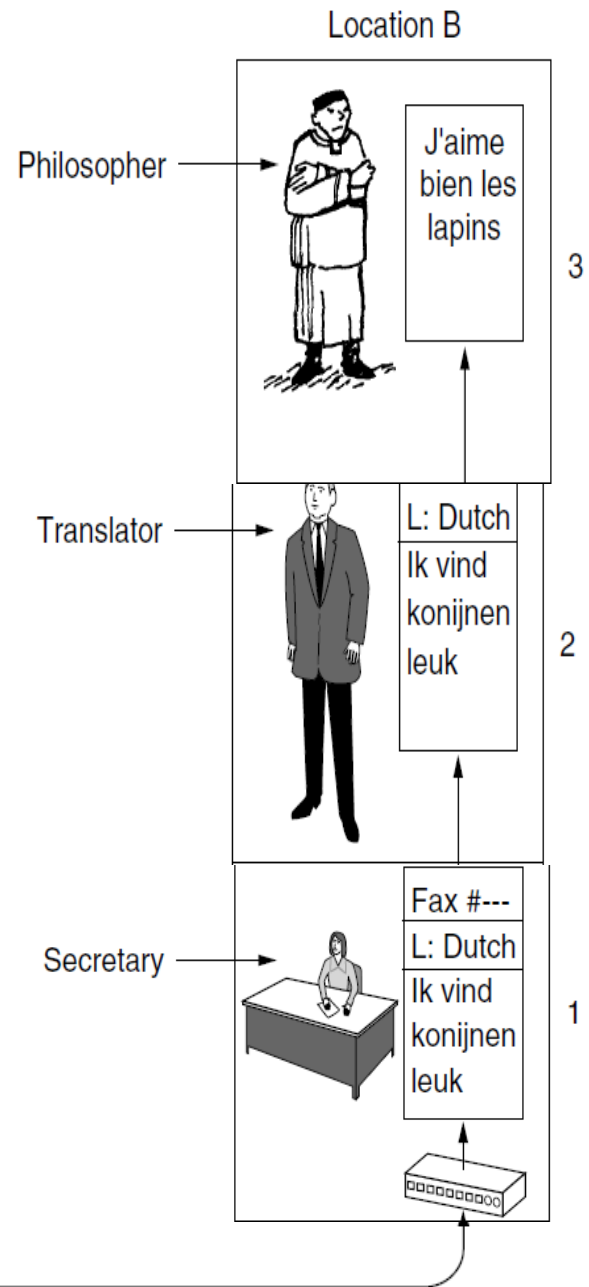 Location B
Philosopher
J'aime
bien les
lapins
3
Translator
L: Dutch
Ik vind
konijnen
leuk
2
Secretary
Fax #---
L: Dutch
Ik vind
konijnen
leuk
1